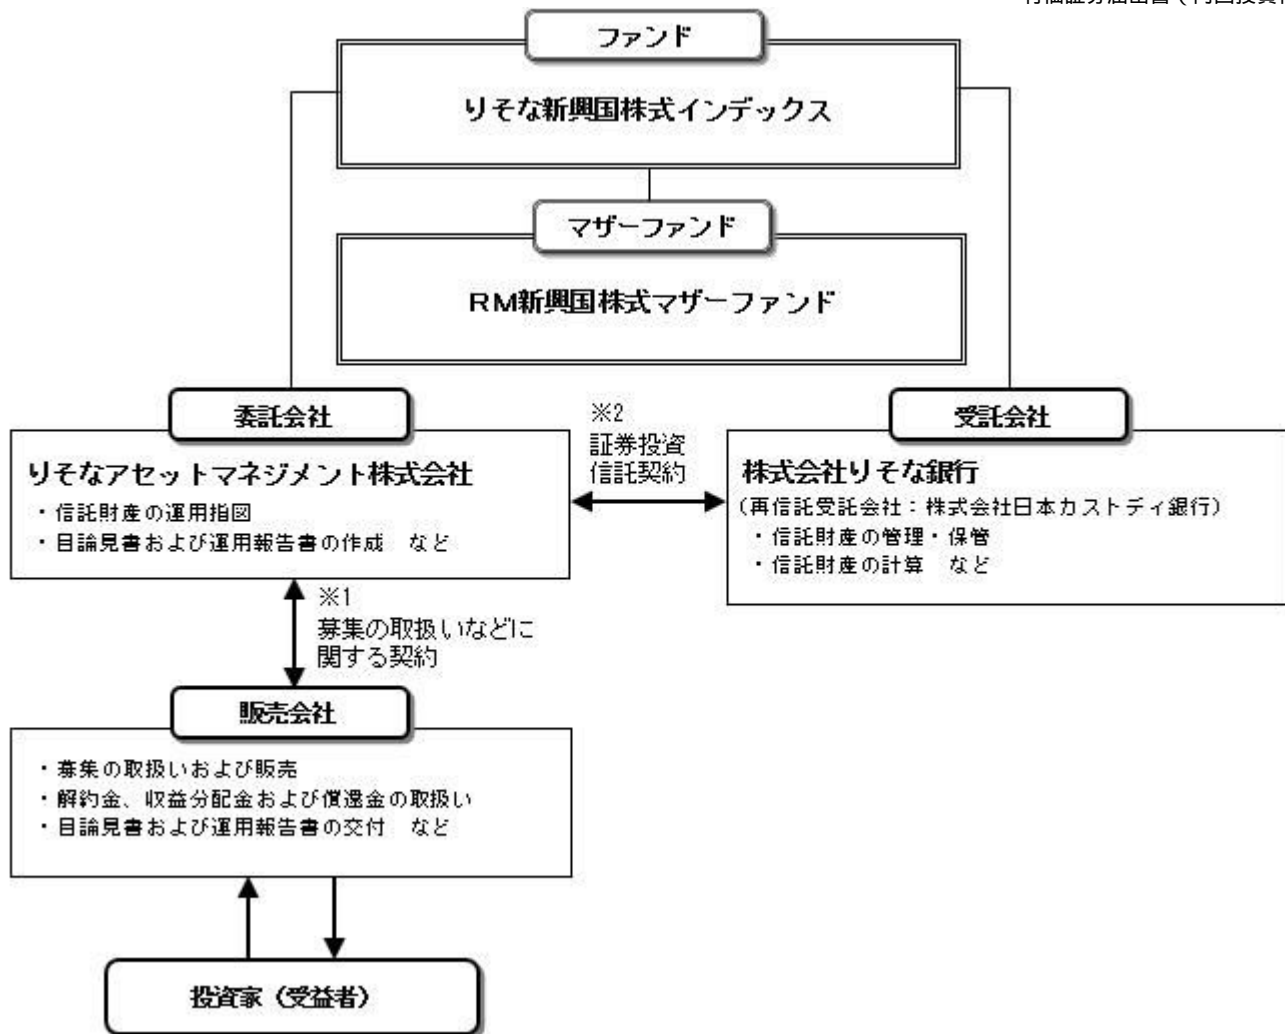 ファンド
りそな新興国株式インデックス
マザーファンド
RM新興国株式マザーファンド
委託会社
りそなアセットマネジメント株式会社
・信託財産の運用指図
・目論見書および運用報告書の作成 など
※2
証券投資
信託契約
受託会社
株式会社りそな銀行
(再信託受託会社：株式会社日本カストディ銀行)
・信託財産の管理・保管
・信託財産の計算 など
※1
募集の取扱いなどに
関する契約
販売会社
・募集の取扱いおよび販売
・解約金、収益分配金および償還金の取扱い
・目論見書および運用報告書の交付 など
投資家（受益者）